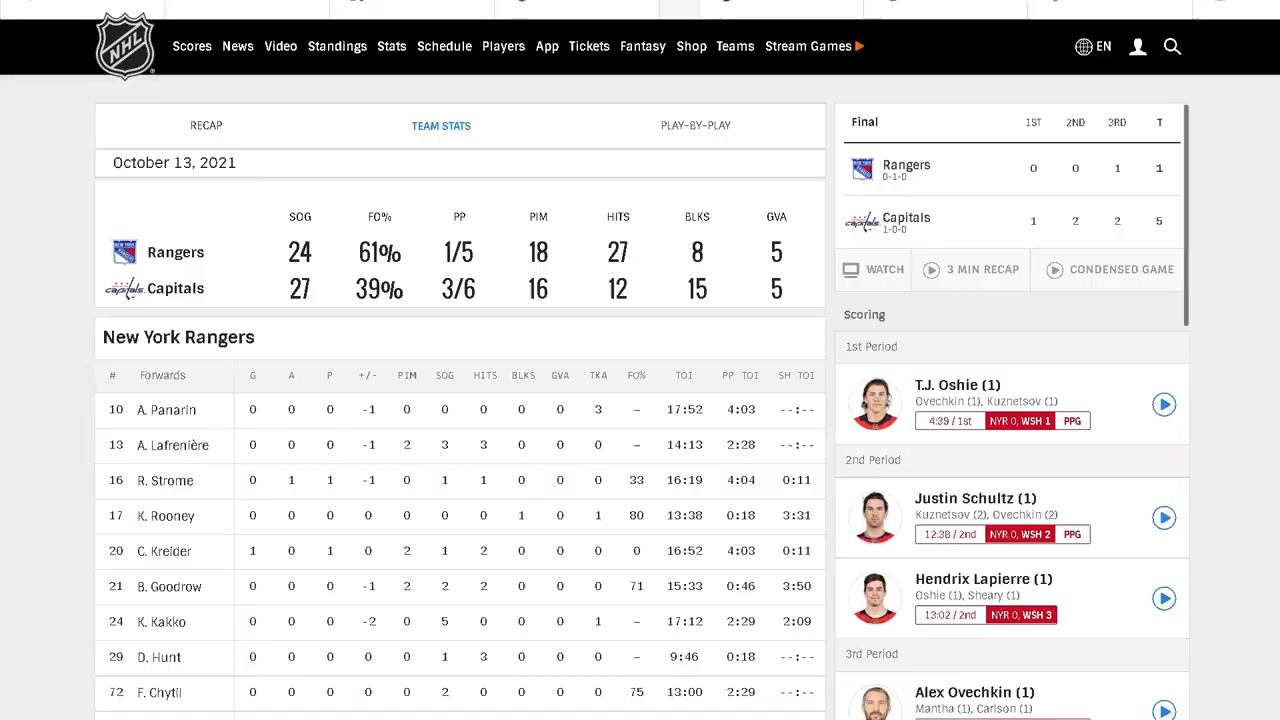 NHL
Scores News Video Standings Stats Schedule Players App Tickets Fantasy Shop Teams Stream Games EN
RECAP TEAM STATS PLAY-BY-PLAY
October 13, 2021
SOG FO% PP PIM HITS BLKS GVA
Rangers 24 61% 1/5 18 27 8 5
Capitals 27 39% 3/6 16 12 15 5
New York Rangers
# Forwards G A P +/- PIM SOG HITS BLKS GVA TKA FO% TOI PP TOI SH TOI
10 A. Panarin 0 0 0 -1 0 0 0 0 0 3 – 17:52 4:03 --:--
13 A. Lafrenière 0 0 0 -1 2 3 3 0 0 0 – 14:13 2:28 --:--
16 R. Strome 0 1 1 -1 0 1 1 0 0 0 33 16:19 4:04 0:11
17 K. Rooney 0 0 0 0 0 0 0 1 0 1 80 13:38 0:18 3:31
20 C. Kreider 1 0 1 0 2 1 2 0 0 0 0 16:52 4:03 0:11
21 B. Goodrow 0 0 0 -1 2 2 2 0 0 0 71 15:33 0:46 3:50
24 K. Kakko 0 0 0 -2 0 5 0 0 0 1 – 17:12 2:29 2:09
29 D. Hunt 0 0 0 0 0 1 3 0 0 0 – 9:46 0:18 --:--
72 F. Chytil 0 0 0 0 0 2 0 0 0 0 75 13:00 2:29 --:--
Final 1ST 2ND 3RD T
Rangers 0 0 1 1
0-1-0
capitals Capitals 1 2 2 5
1-0-0
WATCH 3 MIN RECAP CONDENSED GAME
Scoring
1st Period
T.J. Oshie (1)
Ovechkin (1), Kuznetsov (1)
4:39 / 1st NYR 0, WSH 1 PPG
2nd Period
Justin Schultz (1)
Kuznetsov (2), Ovechkin (2)
12:38 / 2nd NYR 0, WSH 2 PPG
Hendrix Lapierre (1)
Oshie (1), Sheary (1)
13:02 / 2nd NYR 0, WSH 3
3rd Period
Alex Ovechkin (1)
Mantha (1), Carlson (1)